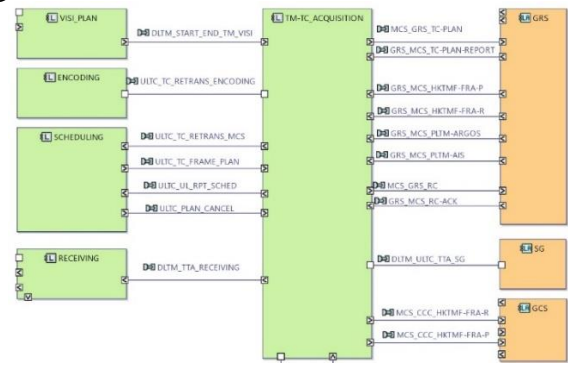 VISI_PLAN
DLTM_START_END_TM_VISI
ENCODING
ULTC_TC_RETRANS_ENCODING
SCHEDULING
ULTC_TC_RETRANS_MCS
ULTC_TC_FRAME_PLAN
ULTC_UL_RPT_SCHED
ULTC_PLAN_CANCEL
RECEIVING
DLTM_TTA_RECEIVING
TM-TC_ACQUISITION
MCS_GRS_TC-PLAN
GRS_MCS_TC-PLAN-REPORT
GRS_MCS_HKTMF-FRA-P
GRS_MCS_HKTMF-FRA-R
GRS_MCS_PLTM-ARGOS
GRS_MCS_PLTM-AIS
MCS_GRS_RC
GRS_MCS_RC-ACK
GRS
DLTM_ULTC_TTA_SG
SG
MCS_CCC_HKTMF-FRA-R
MCS_CCC_HKTMF-FRA-P
GCS